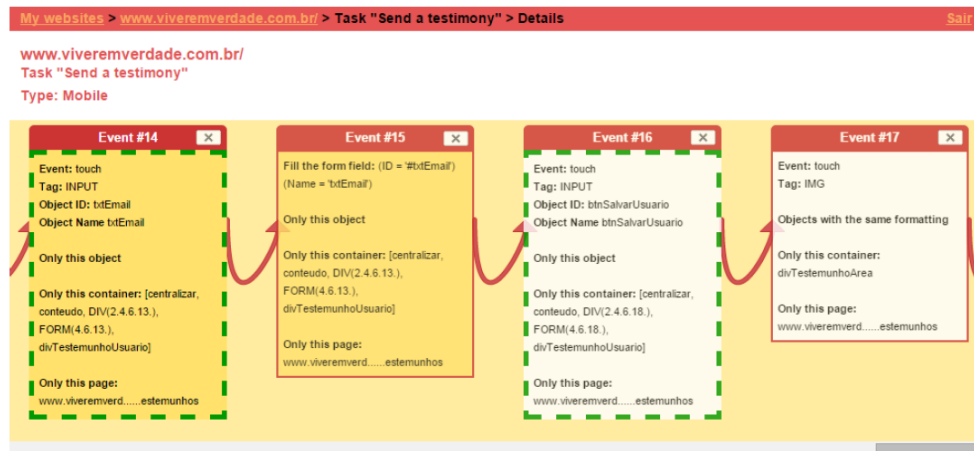 My websites > www.viveremverdade.com.br/ > Task "Send a testimony" > Details
Sair
www.viveremverdade.com.br/
Task "Send a testimony"
Type: Mobile
Event #14
Event: touch
Tag: INPUT
Object ID: txtEmail
Object Name txtEmail
Only this object
Only this container: [centralizar,
conteudo, DIV(2.4.6.13.),
FORM(4.6.13.),
divTestemunhoUsuario]
Only this page:
www.viveremverd......estemunhos
Event #15
Fill the form field: (ID = '#txtEmail')
(Name = 'txtEmail')
Only this object
Only this container: [centralizar,
conteudo, DIV(2.4.6.13.),
FORM(4.6.13.),
divTestemunhoUsuario]
Only this page:
www.viveremverd......estemunhos
Event #16
Event: touch
Tag: INPUT
Object ID: btnSalvarUsuario
Object Name btnSalvarUsuario
Only this object
Only this container: [centralizar,
conteudo, DIV(2.4.6.18.),
FORM(4.6.18.),
divTestemunhoUsuario]
Only this page:
www.viveremverd......estemunhos
Event #17
Event: touch
Tag: IMG
Objects with the same formatting
Only this container:
divTestemunhoArea
Only this page:
www.viveremverd......estemunhos